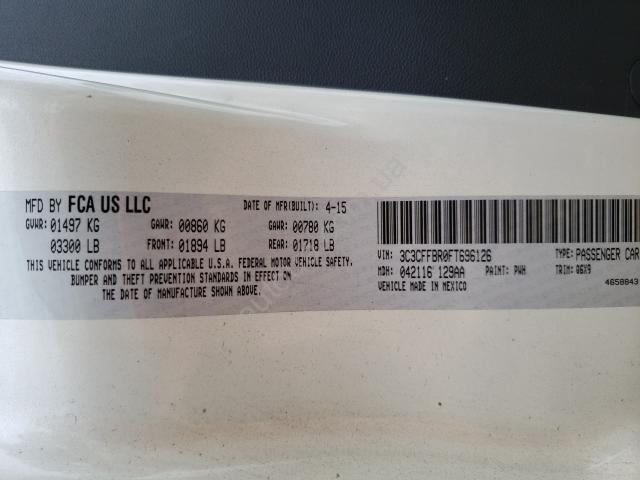 MFD BY FCA US LLC DATE OF MFR(BUILT): 4-15
GVWR: 01497 KG GAWR: 00860 KG GAWR: 00780 KG
03300 LB FRONT: 01894 LB REAR: 01718 LB
THIS VEHICLE CONFORMS TO ALL APPLICABLE U.S.A. FEDERAL MOTOR VEHICLE SAFETY,
BUMPER AND THEFT PREVENTION STANDARDS IN EFFECT ON
THE DATE OF MANUFACTURE SHOWN ABOVE.
VIN: 3C3CFFBR0FT696126 TYPE: PASSENGER CAR
MDH: 042116 129AA PAINT: PWH TRIM: Q6X9
VEHICLE MADE IN MEXICO
4658843